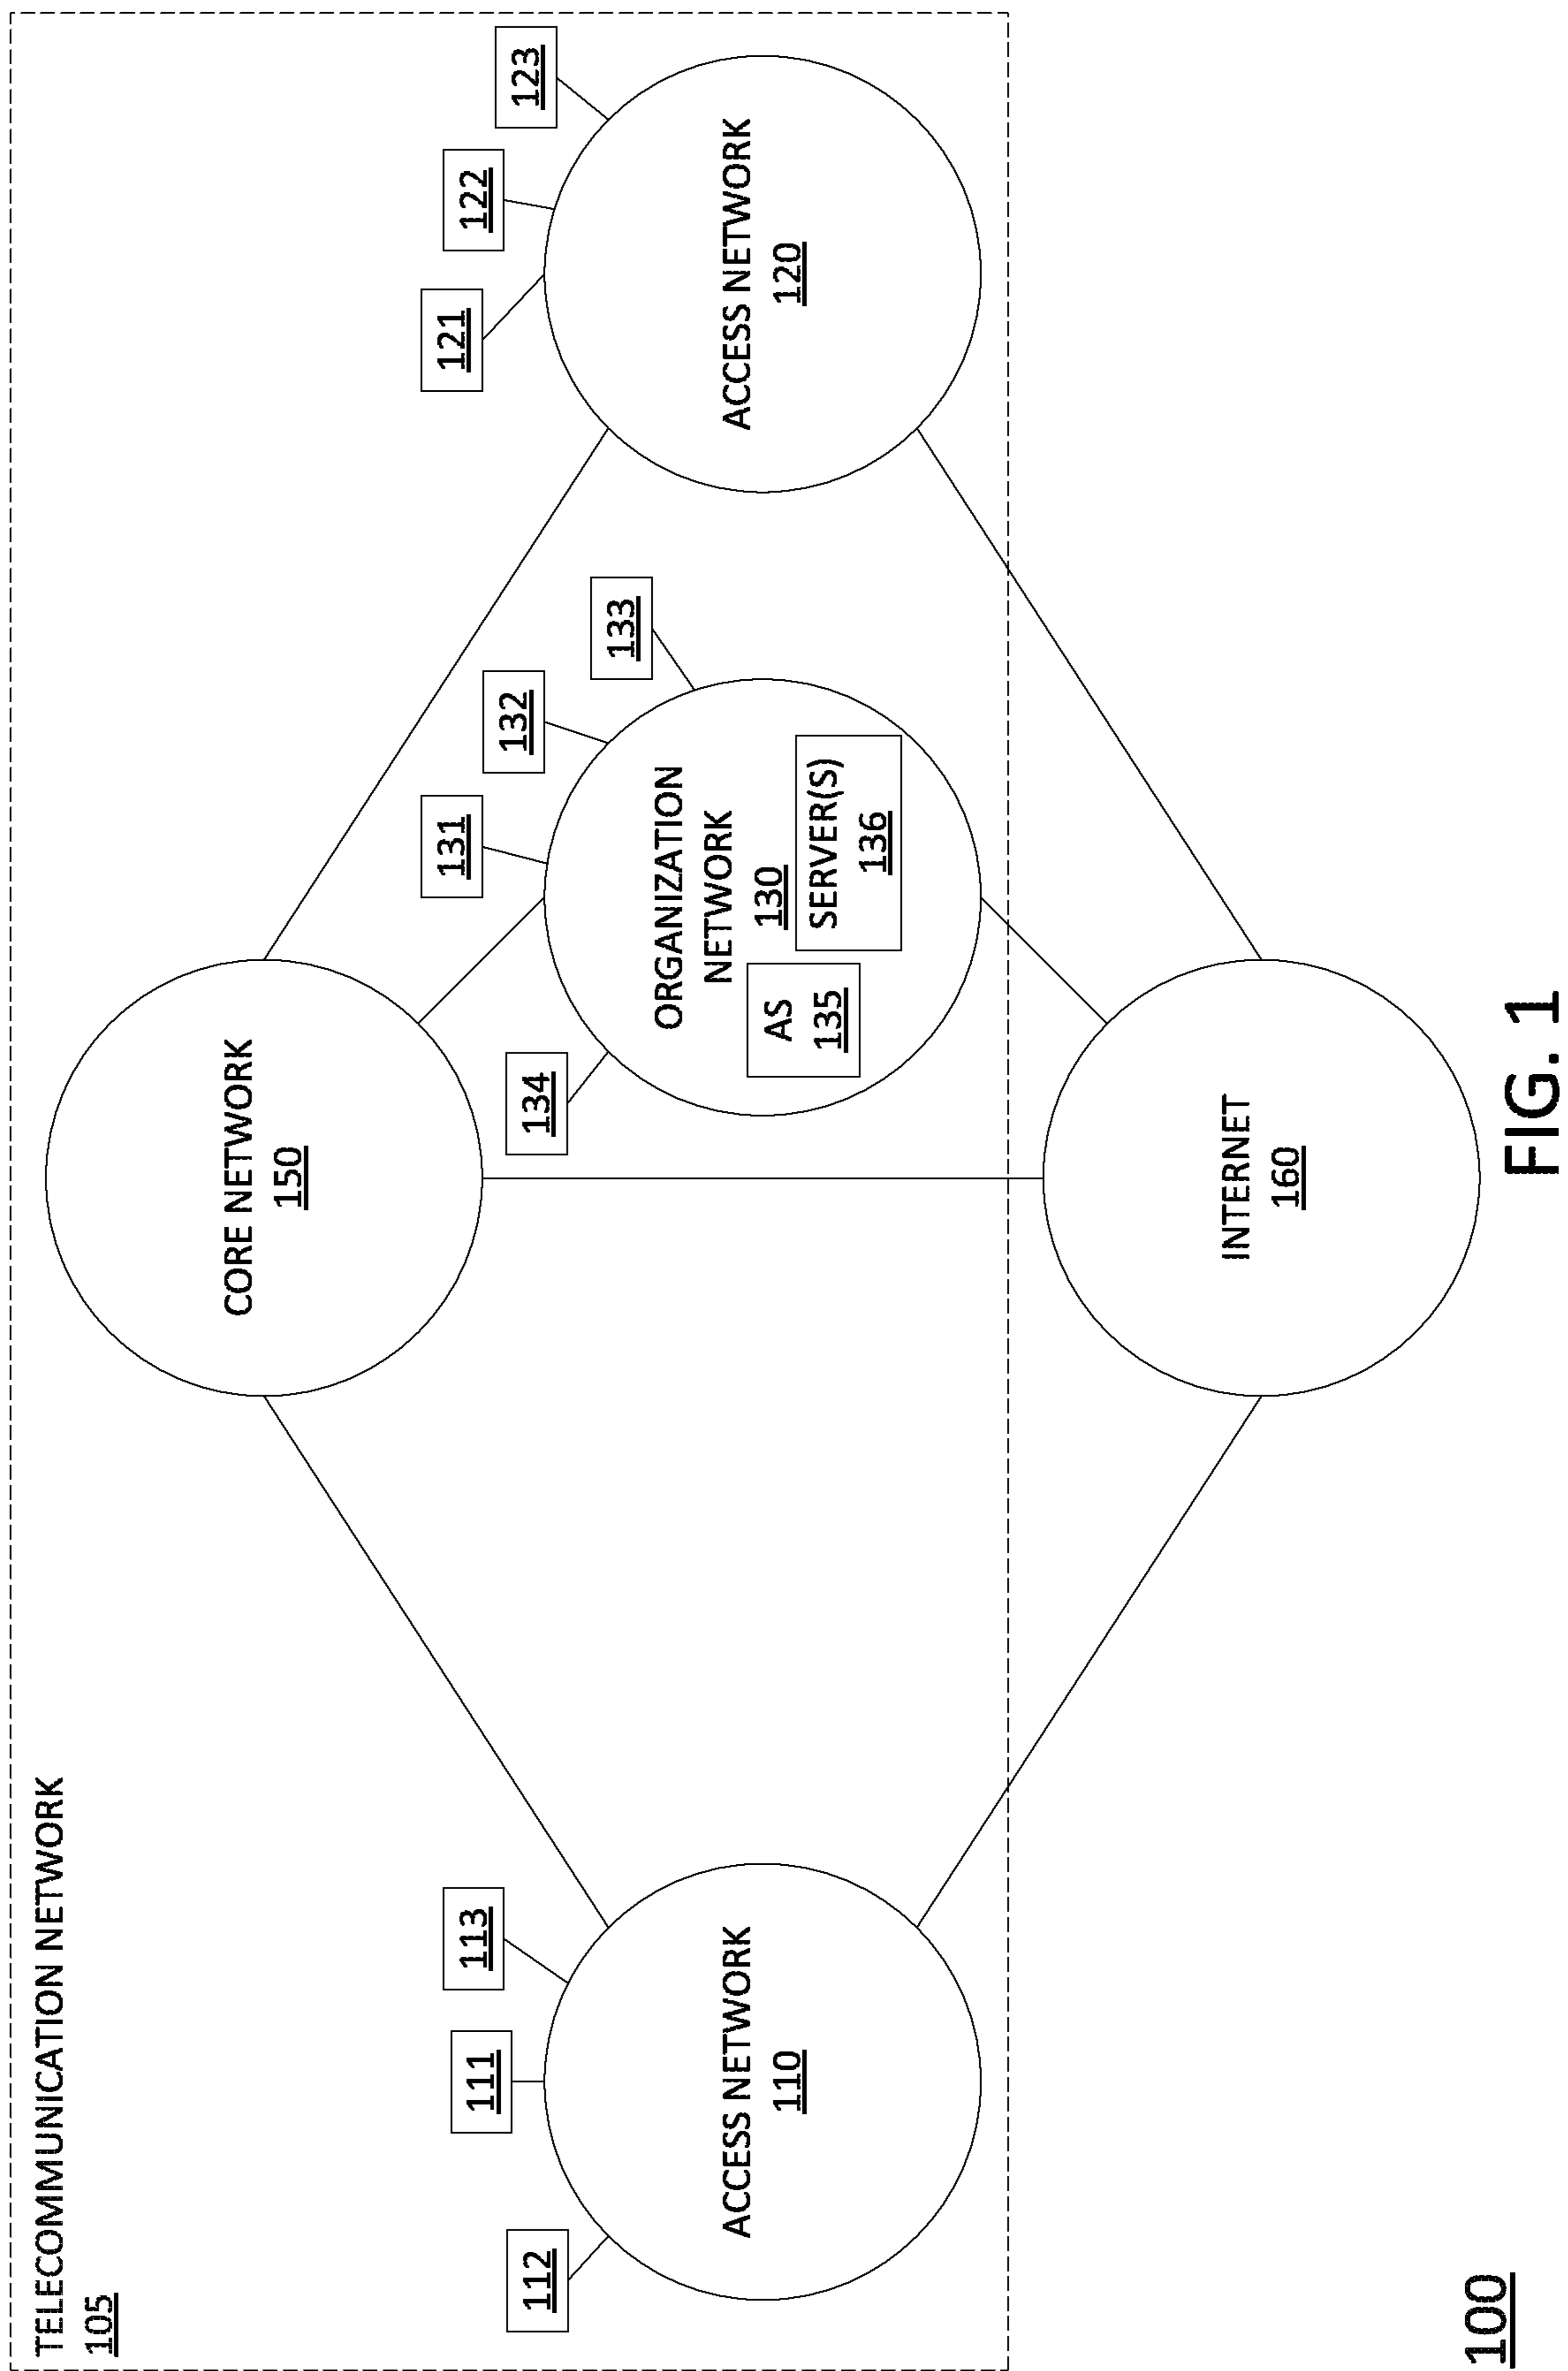 TELECOMMUNICATION NETWORK
105
CORE NETWORK
150
112
111
113
ACCESS NETWORK
110
134
131
132
133
ORGANIZATION
NETWORK
130
AS
135
SERVER(S)
136
121
122
123
ACCESS NETWORK
120
INTERNET
160
100
FIG. 1